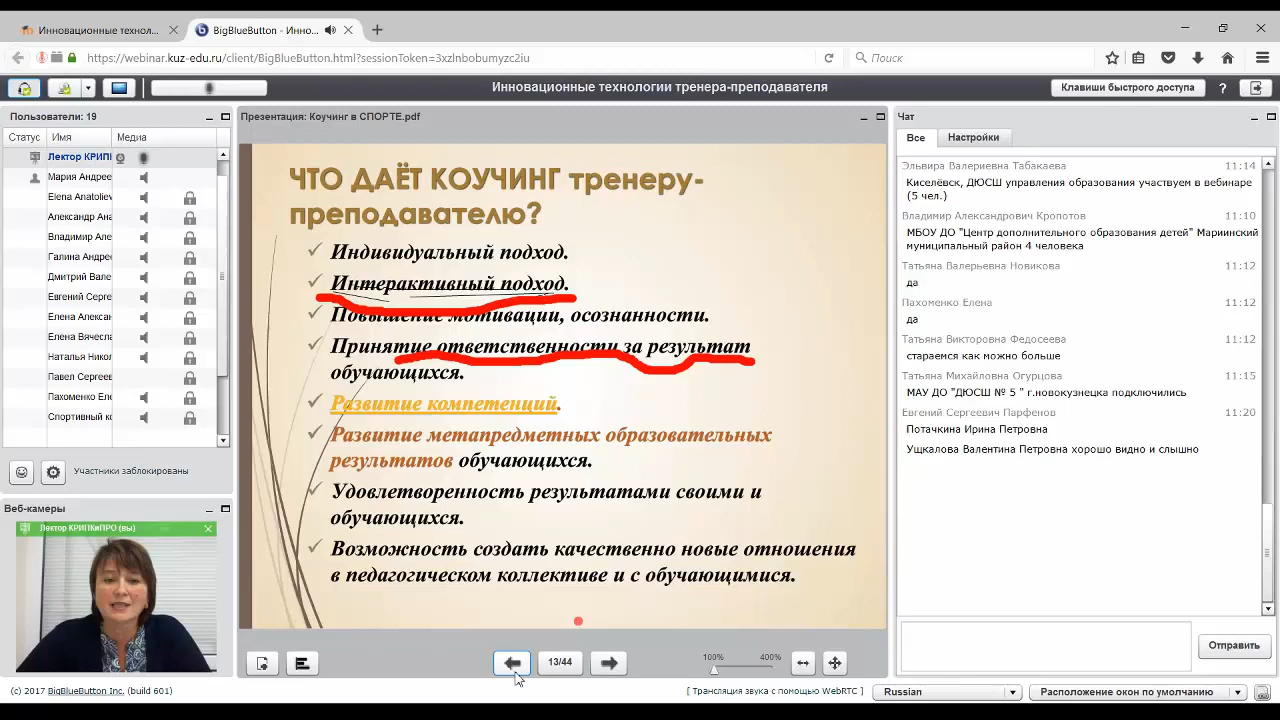 Инновационные технол...
BigBlueButton - Инно...
https://webinar.kuz-edu.ru/client/BigBlueButton.html?sessionToken=3xzlnbobumyzc2iu
Поиск
Инновационные технологии тренера-преподавателя
Клавиши быстрого доступа
?
Пользователи: 19
Статус Имя Медиа
Лектор КРИПКІ
Мария Андрее
Elena Anatoliev
Александр Ана
Владимир Але
Галина Андрее
Дмитрий Вале
Евгений Серге
Елена Алексан
Елена Вячесла
Наталья Никол
Павел Сергеев
Пахоменко Еле
Спортивный ко
Участники заблокированы
Веб-камеры
Лектор КРИПКиПРО (вы)
Презентация: Коучинг в СПОРТЕ.pdf
ЧТО ДАЁТ КОУЧИНГ тренеру-
преподавателю?
Индивидуальный подход.
Интерактивный подход.
Повышение мотивации, осознанности.
Принятие ответственности за результат
обучающихся.
Развитие компетенций.
Развитие метапредметных образовательных
результатов обучающихся.
Удовлетворенность результатами своими и
обучающихся.
Возможность создать качественно новые отношения
в педагогическом коллективе и с обучающимися.
13/44
100% 400%
Чат
Все Настройки
Эльвира Валериевна Табакаева 11:14
Киселёвск, ДЮСШ управления образования участвуем в вебинаре
(5 чел.)
Владимир Александрович Кропотов 11:10
МБОУ ДО "Центр дополнительного образования детей" Мариинский
муниципальный район 4 человека
Татьяна Валерьевна Новикова 11:12
да
Пахоменко Елена 11:12
да
Татьяна Викторовна Федосеева 11:12
стараемся как можно больше
Татьяна Михайловна Огурцова 11:15
МАУ ДО "ДЮСШ № 5 " г.новокузнецка подключились
Евгений Сергеевич Парфенов 11:20
Потачкина Ирина Петровна
Ущкалова Валентина Петровна хорошо видно и слышно
Отправить
(c) 2017 BigBlueButton Inc. (build 601)
[ Трансляция звука с помощью WebRTC ]
Russian
Расположение окон по умолчанию